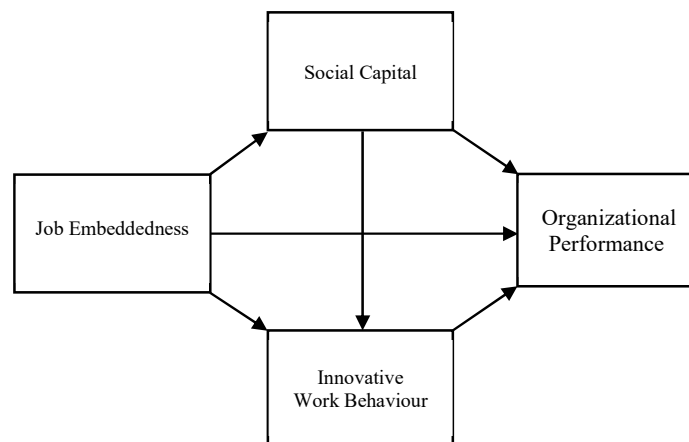 Social Capital
Job Embeddedness
Organizational
Performance
Innovative
Work Behaviour